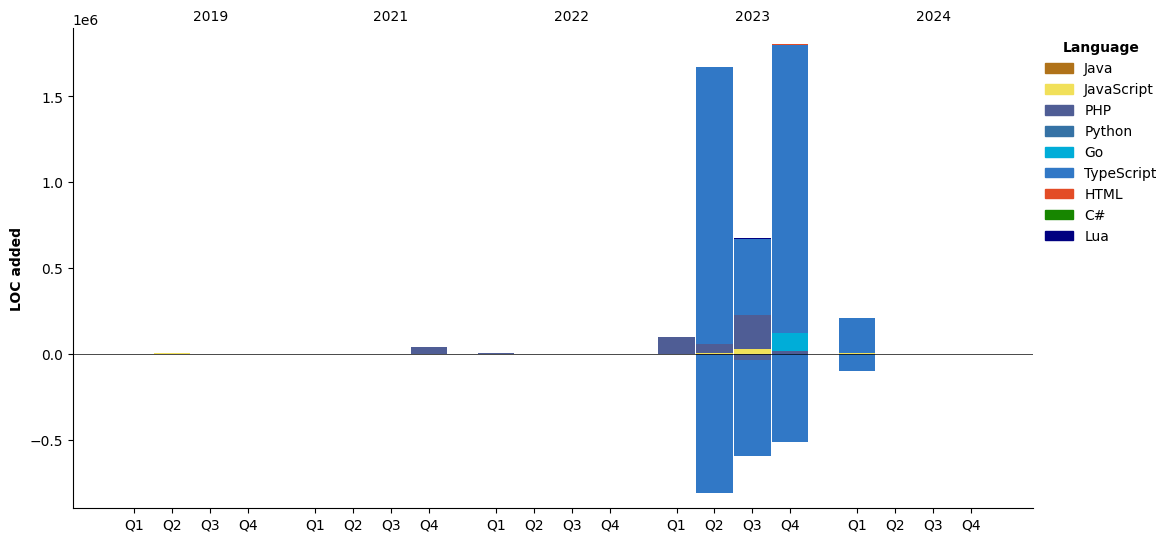 2019 2021 2022 2023 2024
1e6
Language
Java
JavaScript
PHP
Python
Go
TypeScript
HTML
C#
Lua
LOC added
1.5
1.0
0.5
0.0
−0.5
Q1 Q2 Q3 Q4 Q1 Q2 Q3 Q4 Q1 Q2 Q3 Q4 Q1 Q2 Q3 Q4 Q1 Q2 Q3 Q4